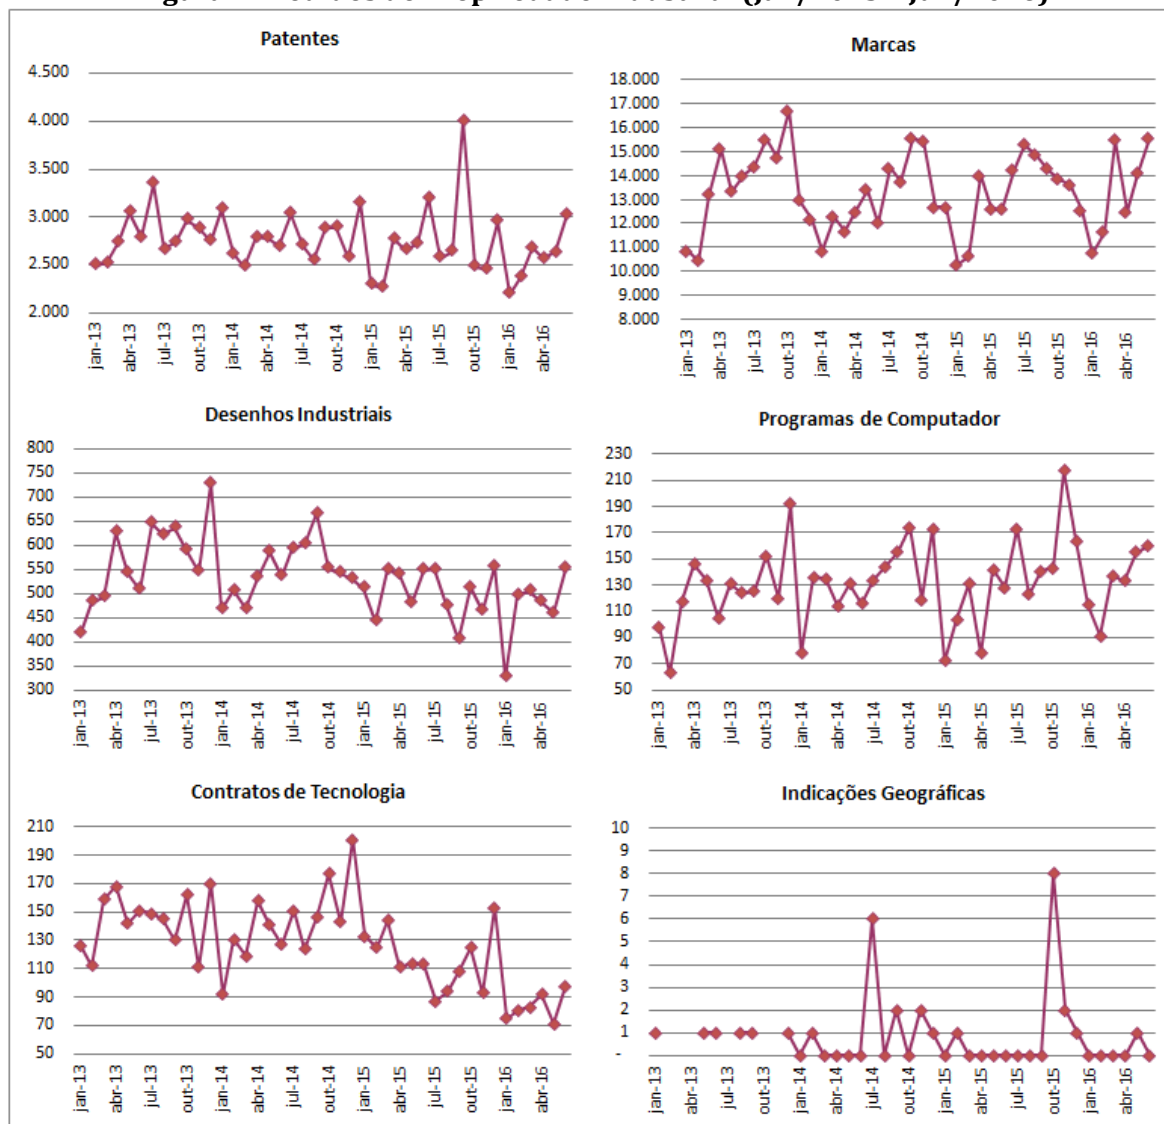 Pedidos de Propriedade Industrial
Patentes
4.500
4.000
3.500
3.000
2.500
2.000
jan-13
abr-13
jul-13
out-13
jan-14
abr-14
jul-14
out-14
jan-15
abr-15
jul-15
out-15
jan-16
abr-16
Marcas
18.000
17.000
16.000
15.000
14.000
13.000
12.000
11.000
10.000
9.000
8.000
jan-13
abr-13
jul-13
out-13
jan-14
abr-14
jul-14
out-14
jan-15
abr-15
jul-15
out-15
jan-16
abr-16
Desenhos Industriais
800
750
700
650
600
550
500
450
400
350
300
jan-13
abr-13
jul-13
out-13
jan-14
abr-14
jul-14
out-14
jan-15
abr-15
jul-15
out-15
jan-16
abr-16
Programas de Computador
230
210
190
170
150
130
110
90
70
50
jan-13
abr-13
jul-13
out-13
jan-14
abr-14
jul-14
out-14
jan-15
abr-15
jul-15
out-15
jan-16
abr-16
Contratos de Tecnologia
210
190
170
150
130
110
90
70
50
jan-13
abr-13
jul-13
out-13
jan-14
abr-14
jul-14
out-14
jan-15
abr-15
jul-15
out-15
jan-16
abr-16
Indicações Geográficas
10
9
8
7
6
5
4
3
2
1
-
jan-13
abr-13
jul-13
out-13
jan-14
abr-14
jul-14
out-14
jan-15
abr-15
jul-15
out-15
jan-16
abr-16